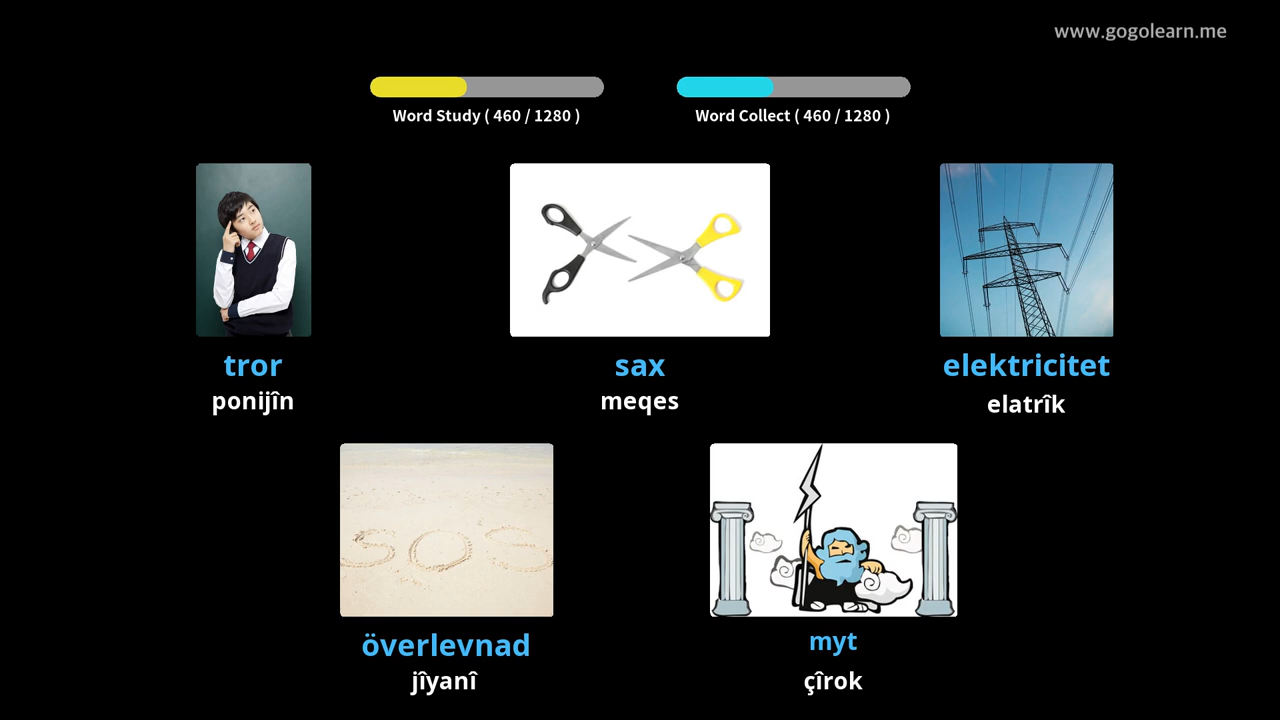 www.gogolearn.me
Word Study ( 460 / 1280 )
Word Collect ( 460 / 1280 )
tror
ponijîn
sax
meqes
elektricitet
elatrîk
SOS
överlevnad
jîyanî
myt
çîrok